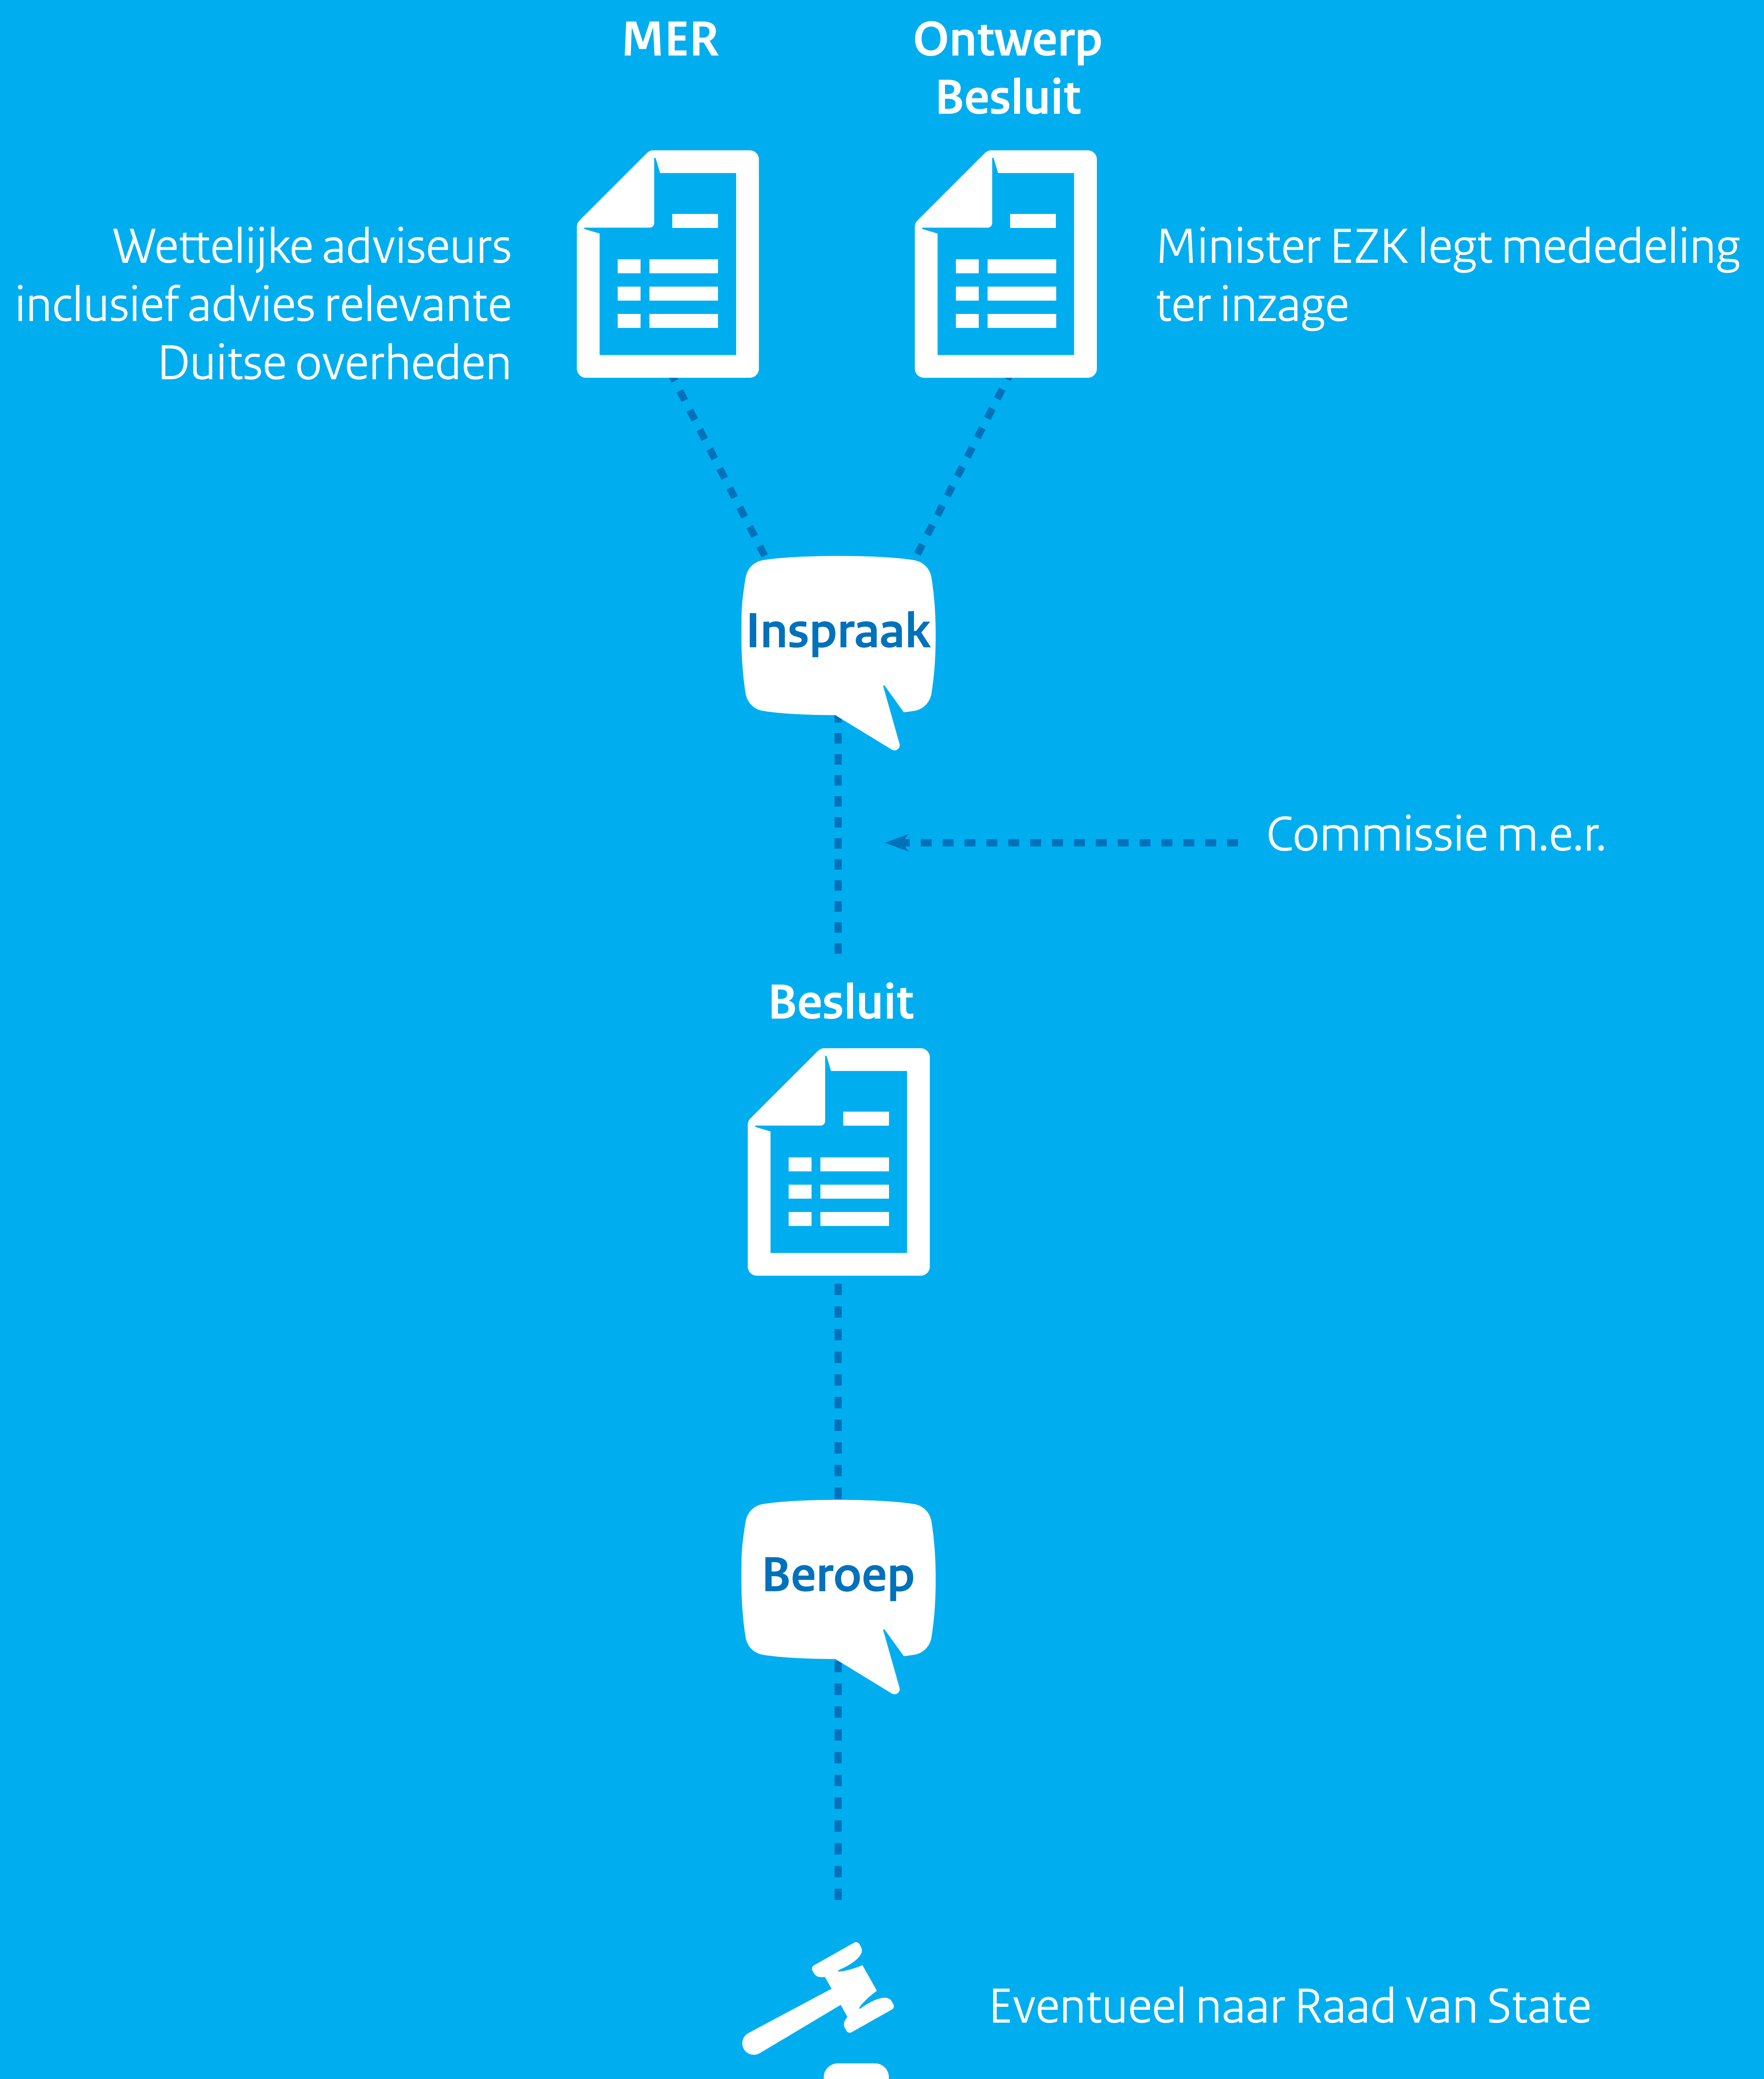 MER
Ontwerp
Besluit
Wettelijke adviseurs
inclusief advies relevante
Duitse overheden
Minister EZK legt mededeling
ter inzage
Inspraak
Commissie m.e.r.
Besluit
Beroep
Eventueel naar Raad van State